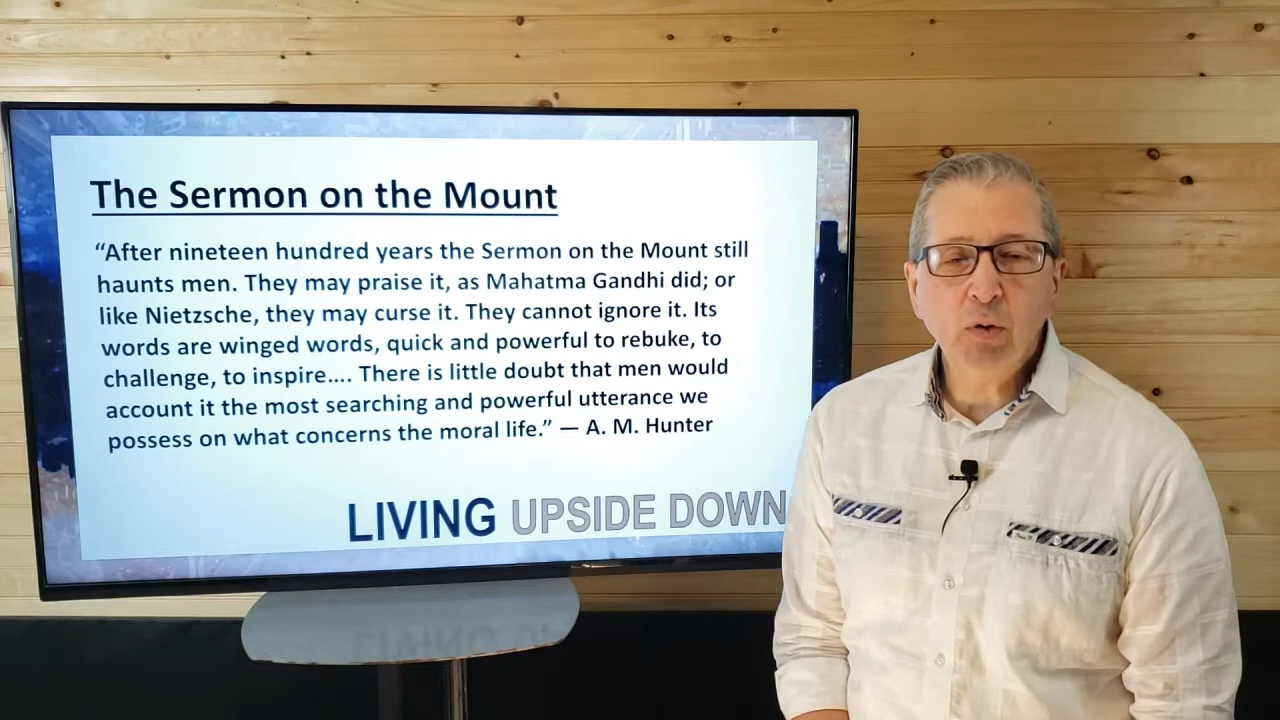 The Sermon on the Mount
“After nineteen hundred years the Sermon on the Mount still
haunts men. They may praise it, as Mahatma Gandhi did; or
like Nietzsche, they may curse it. They cannot ignore it. Its
words are winged words, quick and powerful to rebuke, to
challenge, to inspire.... There is little doubt that men would
account it the most searching and powerful utterance we
possess on what concerns the moral life.” — A. M. Hunter
LIVING UPSIDE DOWN